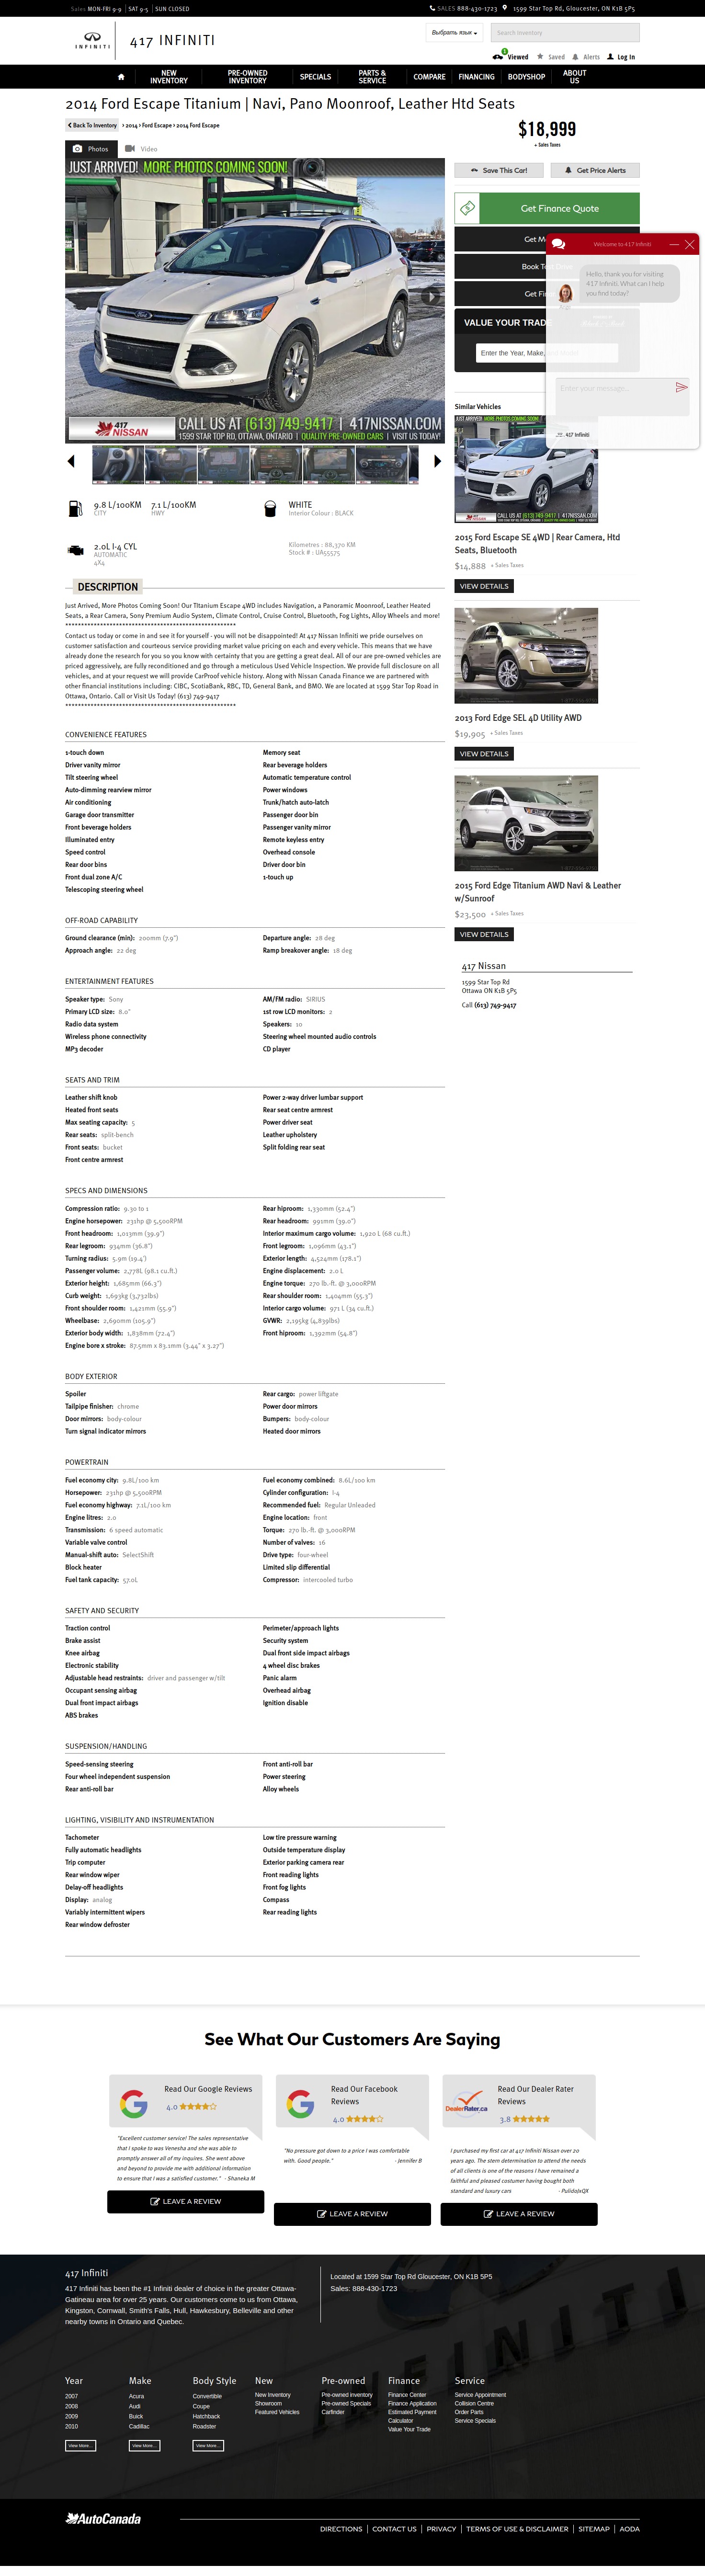 Sales MON-FRI 9-9 SAT 9-5 SUN CLOSED
SALES 888-430-1723 1599 Star Top Rd, Gloucester, ON K1B 5P5
INFINITI
417 INFINITI
Выбрать язык
Search Inventory
1 Viewed Saved Alerts Log In
NEW INVENTORY
PRE-OWNED INVENTORY
SPECIALS
PARTS & SERVICE
COMPARE
FINANCING
BODYSHOP
ABOUT US
2014 Ford Escape Titanium | Navi, Pano Moonroof, Leather Htd Seats
Back To Inventory › 2014 › Ford Escape › 2014 Ford Escape
$18,999
+ Sales Taxes
Photos
Video
Save This Car!
Get Price Alerts
JUST ARRIVED! MORE PHOTOS COMING SOON!
417 NISSAN
CALL US AT (613) 749-9417 | 417NISSAN.COM
1599 STAR TOP RD, OTTAWA, ONTARIO | QUALITY PRE-OWNED CARS | VISIT US TODAY!
Get Finance Quote
Get M
Book T
Get Fi
VALUE YOUR TRADE
Enter the Year, Make,
Welcome to 417 Infiniti
Hello, thank you for visiting
417 Infiniti. What can I help
you find today?
Enter your message...
417 Infiniti
9.8 L/100KM
CITY
7.1 L/100KM
HWY
WHITE
Interior Colour : BLACK
2.0L I-4 CYL
AUTOMATIC
4X4
Kilometres : 88,370 KM
Stock # : UA55575
DESCRIPTION
Just Arrived, More Photos Coming Soon! Our TItanium Escape 4WD includes Navigation, a Panoramic Moonroof, Leather Heated
Seats, a Rear Camera, Sony Premium Audio System, Climate Control, Cruise Control, Bluetooth, Fog Lights, Alloy Wheels and more!
Contact us today or come in and see it for yourself - you will not be disappointed! At 417 Nissan Infiniti we pride ourselves on
customer satisfaction and courteous service providing market value pricing on each and every vehicle. This means that we have
already done the research for you so you know with certainty that you are getting a great deal. All of our are pre-owned vehicles are
priced aggressively, are fully reconditioned and go through a meticulous Used Vehicle Inspection. We provide full disclosure on all
vehicles, and at your request we will provide CarProof vehicle history. Along with Nissan Canada Finance we are partnered with
other financial institutions including: CIBC, ScotiaBank, RBC, TD, General Bank, and BMO. We are located at 1599 Star Top Road in
Ottawa, Ontario. Call or Visit Us Today! (613) 749-9417
CONVENIENCE FEATURES
1-touch down
Memory seat
Driver vanity mirror
Rear beverage holders
Tilt steering wheel
Automatic temperature control
Auto-dimming rearview mirror
Power windows
Air conditioning
Trunk/hatch auto-latch
Garage door transmitter
Passenger door bin
Front beverage holders
Passenger vanity mirror
Illuminated entry
Remote keyless entry
Speed control
Overhead console
Rear door bins
Driver door bin
Front dual zone A/C
1-touch up
Telescoping steering wheel
OFF-ROAD CAPABILITY
Ground clearance (min): 200mm (7.9")
Departure angle: 28 deg
Approach angle: 22 deg
Ramp breakover angle: 18 deg
ENTERTAINMENT FEATURES
Speaker type: Sony
AM/FM radio: SIRIUS
Primary LCD size: 8.0"
1st row LCD monitors: 2
Radio data system
Speakers: 10
Wireless phone connectivity
Steering wheel mounted audio controls
MP3 decoder
CD player
SEATS AND TRIM
Leather shift knob
Power 2-way driver lumbar support
Heated front seats
Rear seat centre armrest
Max seating capacity: 5
Power driver seat
Rear seats: split-bench
Leather upholstery
Front seats: bucket
Split folding rear seat
Front centre armrest
SPECS AND DIMENSIONS
Compression ratio: 9.30 to 1
Rear hiproom: 1,330mm (52.4")
Engine horsepower: 231hp @ 5,500RPM
Rear headroom: 991mm (39.0")
Front headroom: 1,013mm (39.9")
Interior maximum cargo volume: 1,920 L (68 cu.ft.)
Rear legroom: 934mm (36.8")
Front legroom: 1,096mm (43.1")
Turning radius: 5.9m (19.4')
Exterior length: 4,524mm (178.1")
Passenger volume: 2,778L (98.1 cu.ft.)
Engine displacement: 2.0 L
Exterior height: 1,685mm (66.3")
Engine torque: 270 lb.-ft. @ 3,000RPM
Curb weight: 1,693kg (3,732lbs)
Rear shoulder room: 1,404mm (55.3")
Front shoulder room: 1,421mm (55.9")
Interior cargo volume: 971 L (34 cu.ft.)
Wheelbase: 2,690mm (105.9")
GVWR: 2,195kg (4,839lbs)
Exterior body width: 1,838mm (72.4")
Front hiproom: 1,392mm (54.8")
Engine bore x stroke: 87.5mm x 83.1mm (3.44" x 3.27")
BODY EXTERIOR
Spoiler
Rear cargo: power liftgate
Tailpipe finisher: chrome
Power door mirrors
Door mirrors: body-colour
Bumpers: body-colour
Turn signal indicator mirrors
Heated door mirrors
POWERTRAIN
Fuel economy city: 9.8L/100 km
Fuel economy combined: 8.6L/100 km
Horsepower: 231hp @ 5,500RPM
Cylinder configuration: I-4
Fuel economy highway: 7.1L/100 km
Recommended fuel: Regular Unleaded
Engine litres: 2.0
Engine location: front
Transmission: 6 speed automatic
Torque: 270 lb.-ft. @ 3,000RPM
Variable valve control
Number of valves: 16
Manual-shift auto: SelectShift
Drive type: four-wheel
Block heater
Limited slip differential
Fuel tank capacity: 57.0L
Compressor: intercooled turbo
SAFETY AND SECURITY
Traction control
Perimeter/approach lights
Brake assist
Security system
Knee airbag
Dual front side impact airbags
Electronic stability
4 wheel disc brakes
Adjustable head restraints: driver and passenger w/tilt
Panic alarm
Occupant sensing airbag
Overhead airbag
Dual front impact airbags
Ignition disable
ABS brakes
SUSPENSION/HANDLING
Speed-sensing steering
Front anti-roll bar
Four wheel independent suspension
Power steering
Rear anti-roll bar
Alloy wheels
LIGHTING, VISIBILITY AND INSTRUMENTATION
Tachometer
Low tire pressure warning
Fully automatic headlights
Outside temperature display
Trip computer
Exterior parking camera rear
Rear window wiper
Front reading lights
Delay-off headlights
Front fog lights
Display: analog
Compass
Variably intermittent wipers
Rear reading lights
Rear window defroster
Similar Vehicles
JUST ARRIVED! MORE PHOTOS COMING SOON!
417 NISSAN
CALL US AT (613) 749-9417 | 417NISSAN.COM
2015 Ford Escape SE 4WD | Rear Camera, Htd
Seats, Bluetooth
$14,888 + Sales Taxes
VIEW DETAILS
2013 Ford Edge SEL 4D Utility AWD
$19,905 + Sales Taxes
VIEW DETAILS
2015 Ford Edge Titanium AWD Navi & Leather
w/Sunroof
$23,500 + Sales Taxes
VIEW DETAILS
417 Nissan
1599 Star Top Rd
Ottawa ON K1B 5P5
Call (613) 749-9417
See What Our Customers Are Saying
Read Our Google Reviews
4.0
"Excellent customer service! The sales representative
that I spoke to was Venesha and she was able to
promptly answer all of my inquires. She went above
and beyond to provide me with additional information
to ensure that I was a satisfied customer." - Shaneka M
LEAVE A REVIEW
Read Our Facebook
Reviews
4.0
"No pressure got down to a price I was comfortable
with. Good people." - Jennifer B
LEAVE A REVIEW
DealerRater.ca
Read Our Dealer Rater
Reviews
3.8
I purchased my first car at 417 Infiniti Nissan over 20
years ago. The stern determination to attend the needs
of all clients is one of the reasons I have remained a
faithful and pleased costumer having bought both
standard and luxury cars - PulidoJsQX
LEAVE A REVIEW
417 Infiniti
417 Infiniti has been the #1 Infiniti dealer of choice in the greater Ottawa-
Gatineau area for over 25 years. Our customers come to us from Ottawa,
Kingston, Cornwall, Smith's Falls, Hull, Hawkesbury, Belleville and other
nearby towns in Ontario and Quebec.
Located at 1599 Star Top Rd Gloucester, ON K1B 5P5
Sales: 888-430-1723
Year
2007
2008
2009
2010
View More...
Make
Acura
Audi
Buick
Cadillac
View More...
Body Style
Convertible
Coupe
Hatchback
Roadster
View More...
New
New Inventory
Showroom
Featured Vehicles
Pre-owned
Pre-owned inventory
Pre-owned Specials
Carfinder
Finance
Finance Center
Finance Application
Estimated Payment
Calculator
Value Your Trade
Service
Service Appointment
Collision Centre
Order Parts
Service Specials
AutoCanada
DIRECTIONS | CONTACT US | PRIVACY | TERMS OF USE & DISCLAIMER | SITEMAP | AODA